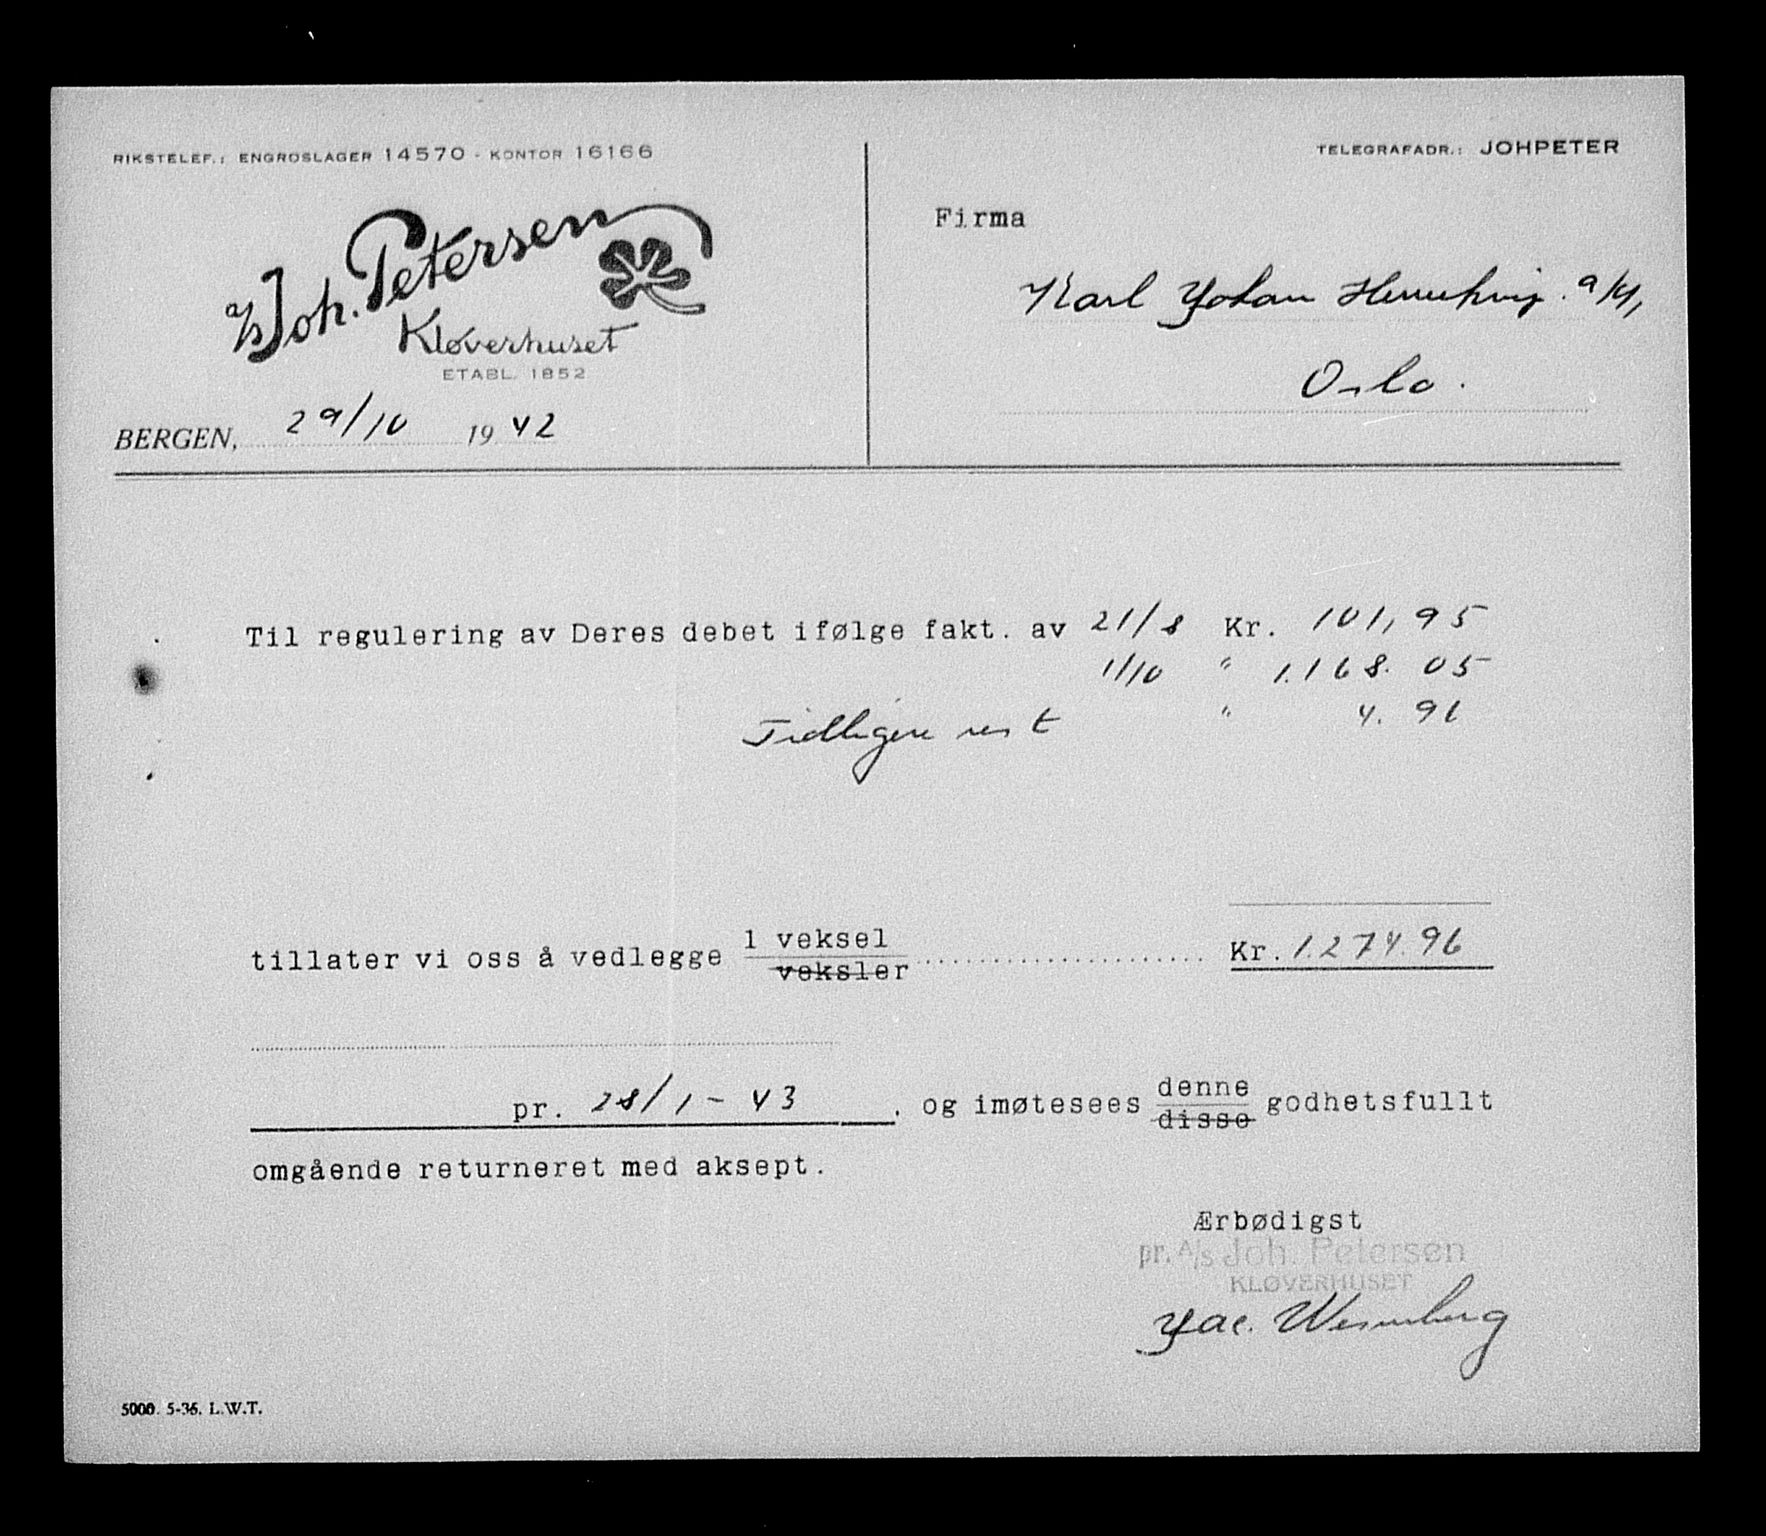 RIKSTELEF.: ENGROSLAGER 14570 - KONTOR 16166
TELEGRAFADR.: JOHPETER
A/S Joh. Petersen
Kløverhuset
ETABL. 1852
BERGEN, 29/10 1942
Firma
Karl Johan
Oslo.
Til regulering av Deres debet ifølge fakt. av 21/8 Kr. 101,95
1/10 " 1.168.05
Tidligere rest " 4.96
tillater vi oss å vedlegge 1 veksel
veksler
Kr. 1.274.96
pr. 28/1-43. og imøtesees denne godhetsfullt
disse
omgående returneret med aksept.
Ærbødigst
pr. A/S Joh. Petersen
KLØVERHUSET
5000. 5-36. L.W.T.